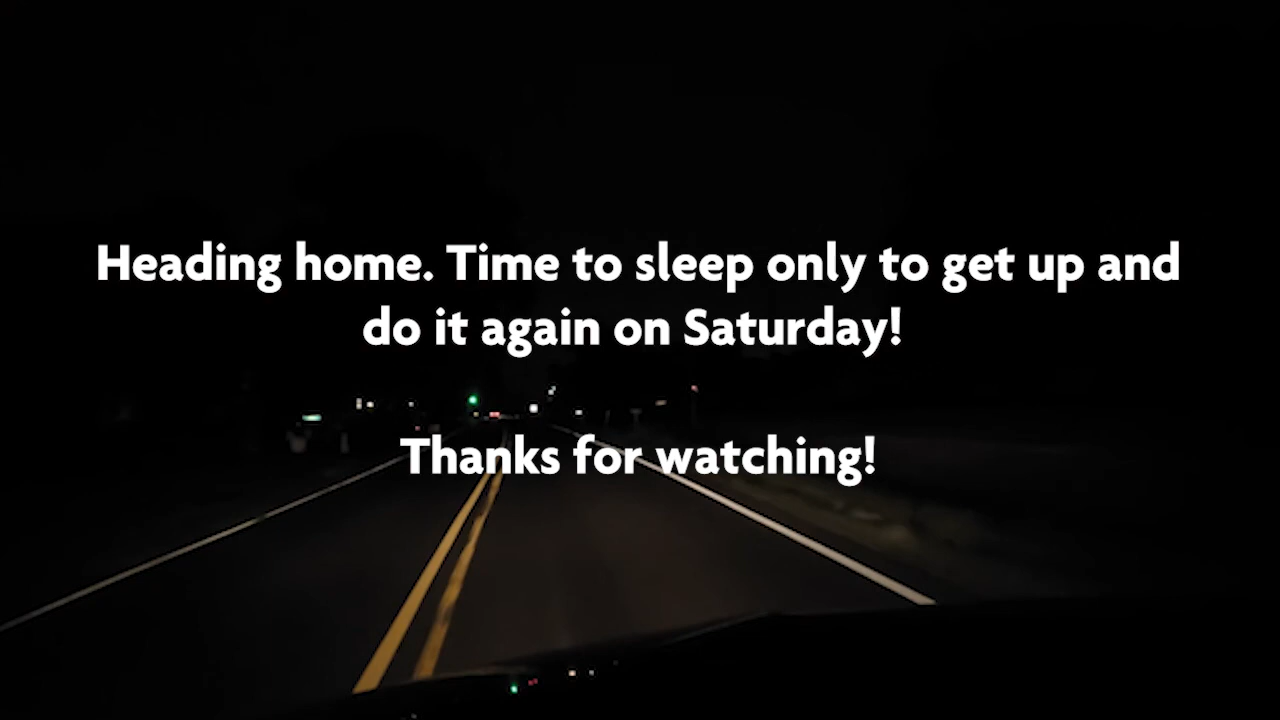 Heading home. Time to sleep only to get up and
do it again on Saturday!
Thanks for watching!